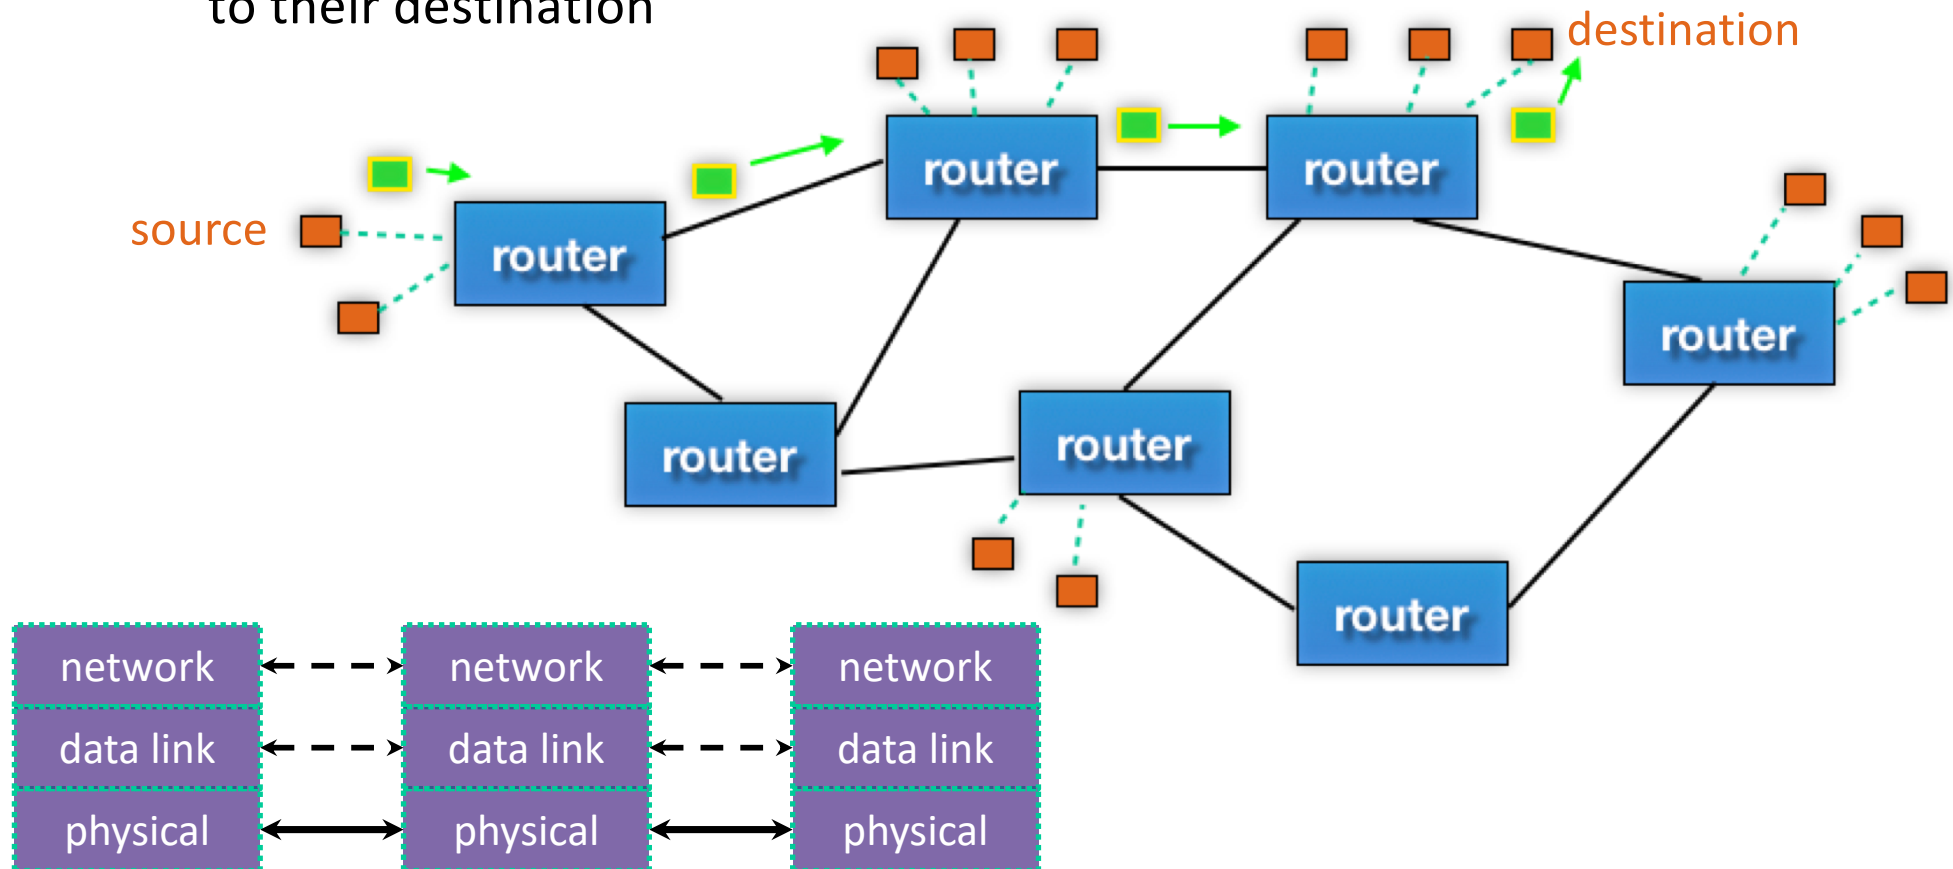 to their destination
destination
source
router
router
router
router
router
router
router
network network network
data link data link data link
physical physical physical